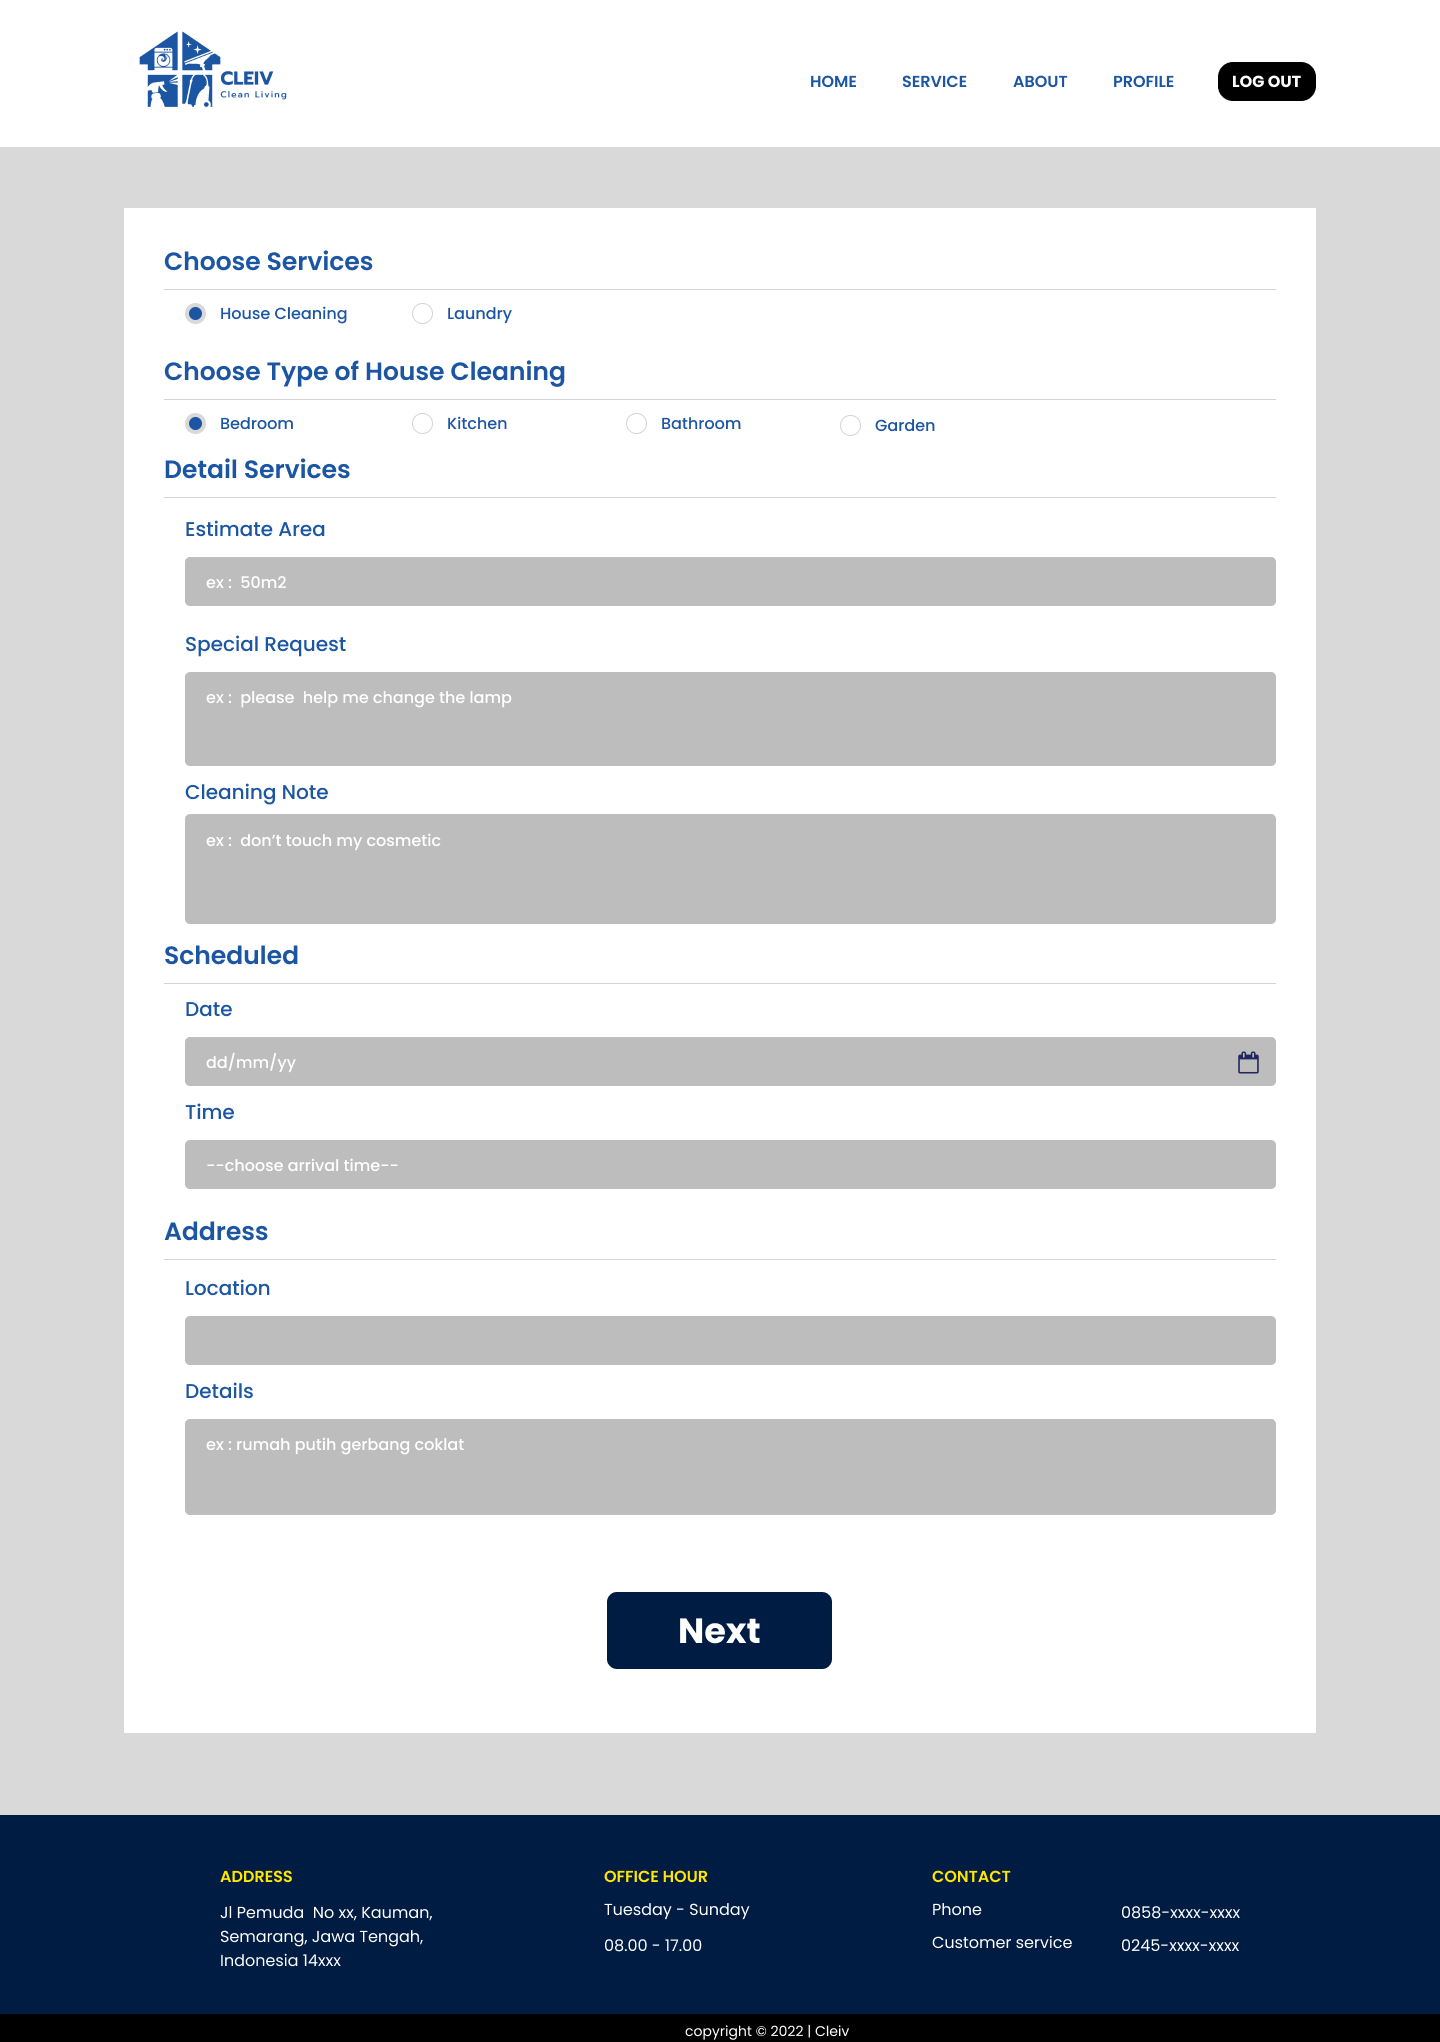 CLEIV
Clean Living
HOME SERVICE ABOUT PROFILE LOG OUT
Choose Services
House Cleaning Laundry
Choose Type of House Cleaning
Bedroom Kitchen Bathroom Garden
Detail Services
Estimate Area
ex : 50m2
Special Request
ex : please help me change the lamp
Cleaning Note
ex : don’t touch my cosmetic
Scheduled
Date
dd/mm/yy
Time
--choose arrival time--
Address
Location
Details
ex : rumah putih gerbang coklat
Next
ADDRESS
Jl Pemuda No xx, Kauman,
Semarang, Jawa Tengah,
Indonesia 14xxx
OFFICE HOUR
Tuesday - Sunday
08.00 - 17.00
CONTACT
Phone 0858-xxxx-xxxx
Customer service 0245-xxxx-xxxx
copyright © 2022 | Cleiv